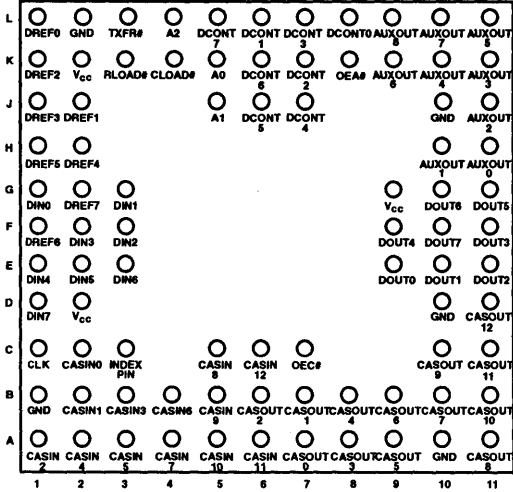 L
DREF0 GND TXFR# A2 DCONT 7 DCONT 1 DCONT 3 DCONT0 AUXOUT 8 AUXOUT 7 AUXOUT 5
K
DREF2 Vcc RLOAD# CLOAD# A0 DCONT 6 DCONT 2 OEA# AUXOUT 6 AUXOUT 4 AUXOUT 3
J
DREF3 DREF1 A1 DCONT 5 DCONT 4 GND AUXOUT 2
H
DREF5 DREF4 AUXOUT 1 AUXOUT 0
G
DIN0 DREF7 DIN1 Vcc DOUT6 DOUT5
F
DREF6 DIN3 DIN2 DOUT4 DOUT7 DOUT3
E
DIN4 DIN5 DIN6 DOUT0 DOUT1 DOUT2
D
DIN7 Vcc GND CASOUT 12
C
CLK CASIN0 INDEX PIN CASIN 8 CASIN 12 OEC# CASOUT 9 CASOUT 11
B
GND CASIN1 CASIN3 CASIN6 CASIN 9 CASOUT 2 CASOUT 1 CASOUT 4 CASOUT 6 CASOUT 7 CASOUT 10
A
CASIN 2 CASIN 4 CASIN 5 CASIN 7 CASIN 10 CASIN 11 CASOUT 0 CASOUT 3 CASOUT 5 GND CASOUT 8
1 2 3 4 5 6 7 8 9 10 11